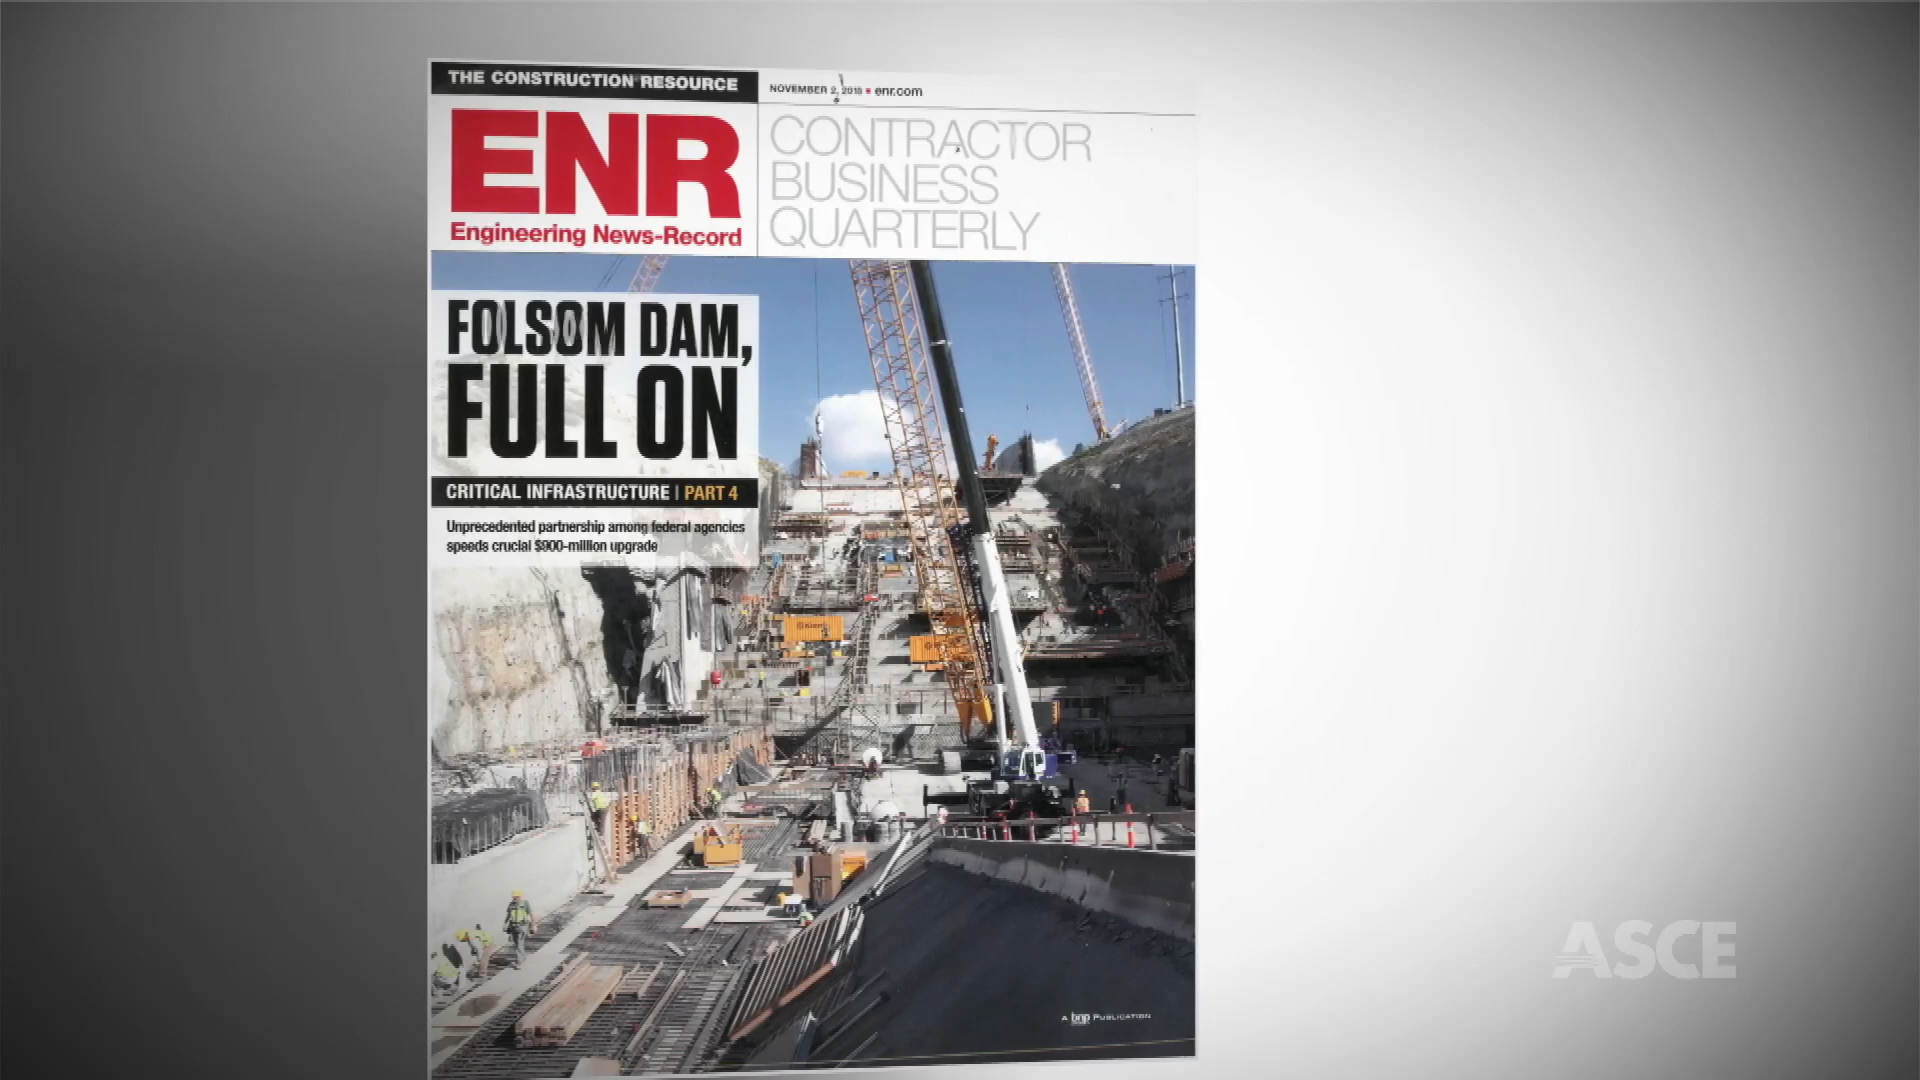 THE CONSTRUCTION RESOURCE
NOVEMBER 2, 2015 ▪ enr.com
ENR
Engineering News-Record
CONTRACTOR
BUSINESS
QUARTERLY
FOLSOM DAM,
FULL ON
CRITICAL INFRASTRUCTURE | PART 4
Unprecedented partnership among federal agencies
speeds crucial $900-million upgrade
A bnp PUBLICATION
ASCE